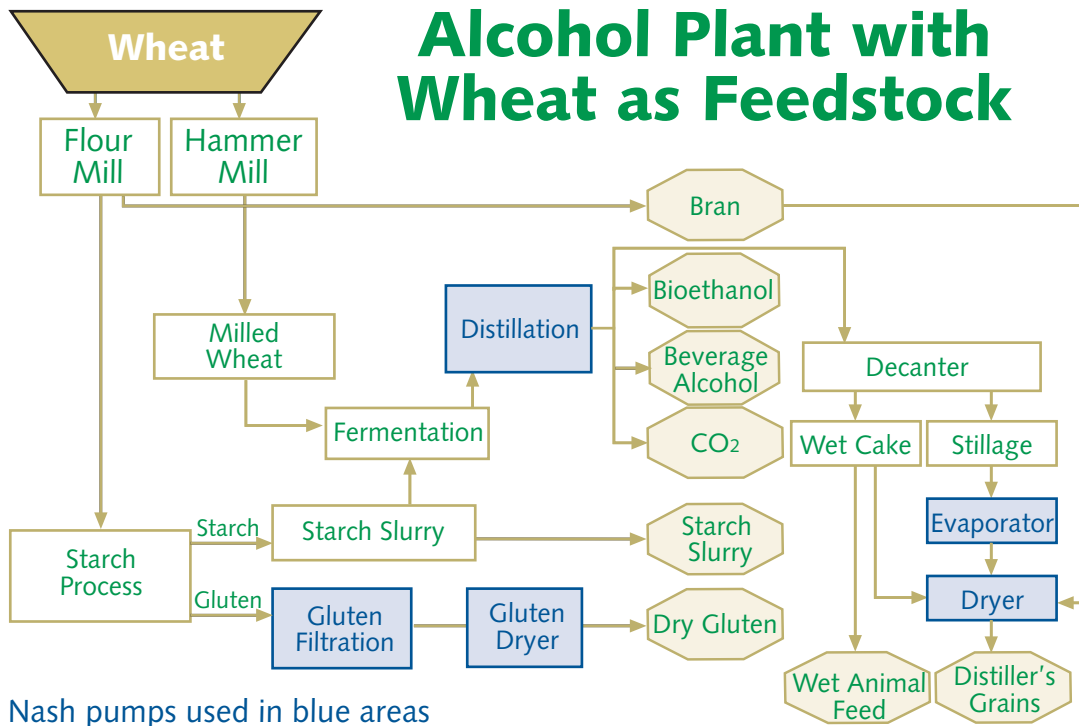 Wheat
Alcohol Plant with
Wheat as Feedstock
Flour
Mill
Hammer
Mill
Bran
Bioethanol
Distillation
Milled
Wheat
Beverage
Alcohol
Decanter
Fermentation
CO2
Wet Cake
Stillage
Starch
Starch Slurry
Starch
Slurry
Evaporator
Starch
Process
Gluten
Gluten
Filtration
Gluten
Dryer
Dry Gluten
Dryer
Wet Animal
Feed
Distiller's
Grains
Nash pumps used in blue areas